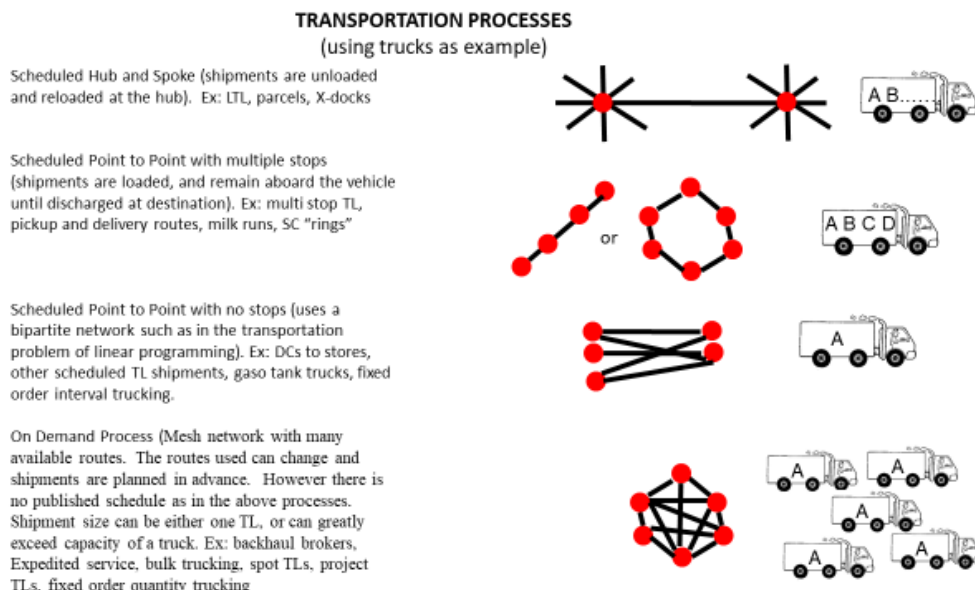 TRANSPORTATION PROCESSES
(using trucks as example)
Scheduled Hub and Spoke (shipments are unloaded
and reloaded at the hub). Ex: LTL, parcels, X-docks
A B......
Scheduled Point to Point with multiple stops
(shipments are loaded, and remain aboard the vehicle
until discharged at destination). Ex: multi stop TL,
pickup and delivery routes, milk runs, SC “rings”
or
A B C D
Scheduled Point to Point with no stops (uses a
bipartite network such as in the transportation
problem of linear programming). Ex: DCs to stores,
other scheduled TL shipments, gaso tank trucks, fixed
order interval trucking.
A
On Demand Process (Mesh network with many
available routes. The routes used can change and
shipments are planned in advance. However there is
no published schedule as in the above processes.
Shipment size can be either one TL, or can greatly
exceed capacity of a truck. Ex: backhaul brokers,
Expedited service, bulk trucking, spot TLs, project
TLs, fixed order quantity trucking
A
A
A
A
A